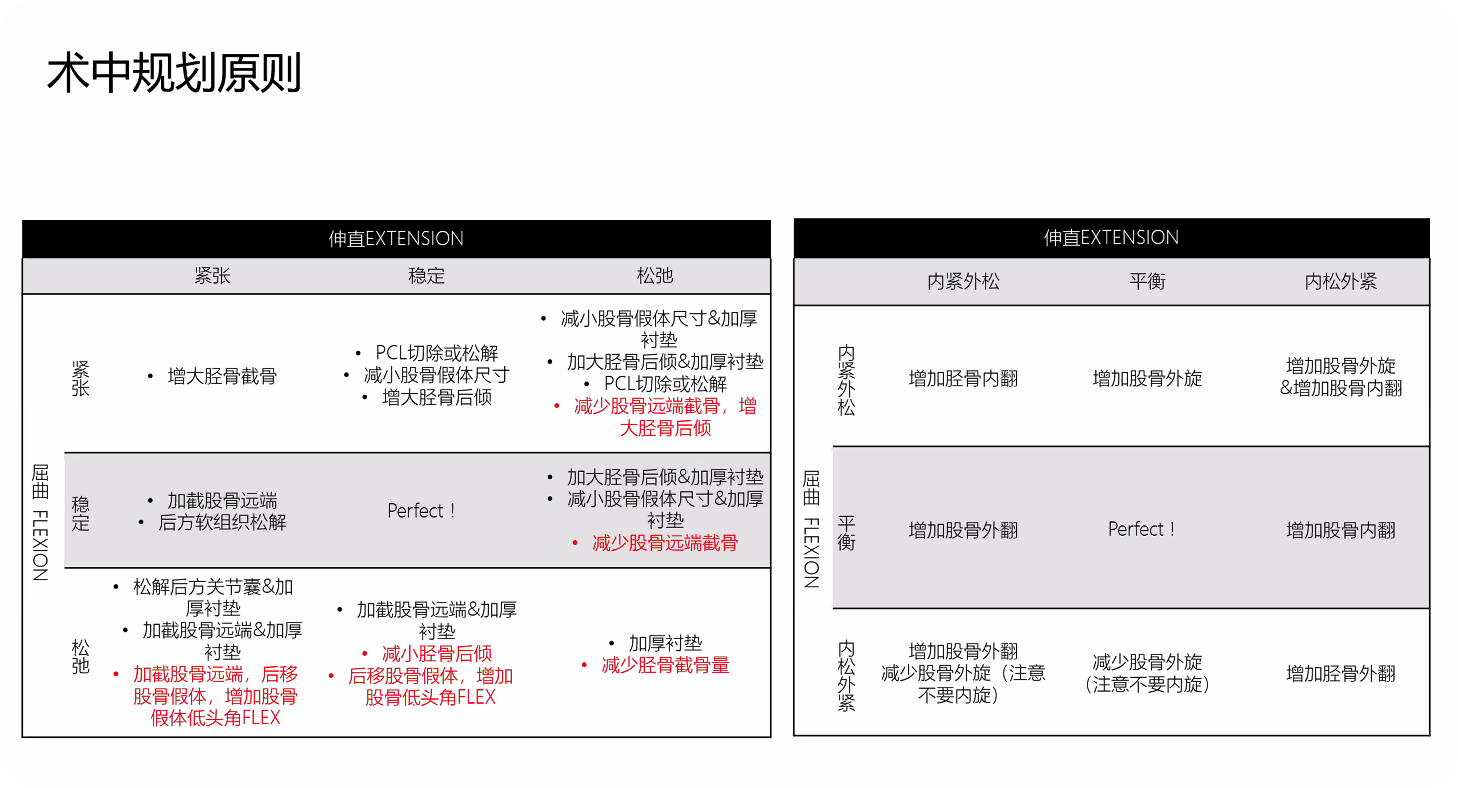 术中规划原则
伸直EXTENSION
紧张
稳定
松弛
屈曲 FLEXION
紧张
• 增大胫骨截骨
• PCL切除或松解
• 减小股骨假体尺寸
• 增大胫骨后倾
• 减小股骨假体尺寸&加厚
衬垫
• 加大胫骨后倾&加厚衬垫
• PCL切除或松解
• 减少股骨远端截骨，增
大胫骨后倾
稳定
• 加截股骨远端
• 后方软组织松解
Perfect！
• 加大胫骨后倾&加厚衬垫
• 减小股骨假体尺寸&加厚
衬垫
• 减少股骨远端截骨
松弛
• 松解后方关节囊&加
厚衬垫
• 加截股骨远端&加厚
衬垫
• 加截股骨远端，后移
股骨假体，增加股骨
假体低头角FLEX
• 加截股骨远端&加厚
衬垫
• 减小胫骨后倾
• 后移股骨假体，增加
股骨低头角FLEX
• 加厚衬垫
• 减少胫骨截骨量
伸直EXTENSION
内紧外松
平衡
内松外紧
屈曲 FLEXION
内紧外松
增加胫骨内翻
增加股骨外旋
增加股骨外旋
&增加股骨内翻
平衡
增加股骨外翻
Perfect！
增加股骨内翻
内松外紧
增加股骨外翻
减少股骨外旋（注意
不要内旋）
减少股骨外旋
（注意不要内旋）
增加胫骨外翻